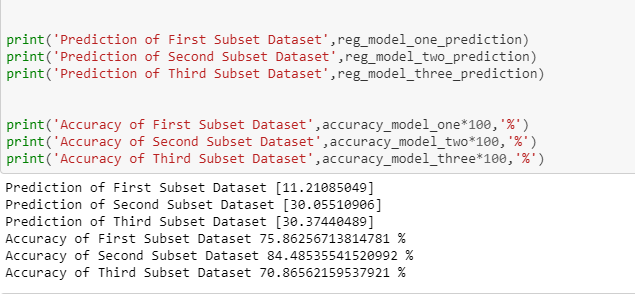 print('Prediction of First Subset Dataset',reg_model_one_prediction)
print('Prediction of Second Subset Dataset',reg_model_two_prediction)
print('Prediction of Third Subset Dataset',reg_model_three_prediction)
print('Accuracy of First Subset Dataset',accuracy_model_one*100,'%')
print('Accuracy of Second Subset Dataset',accuracy_model_two*100,'%')
print('Accuracy of Third Subset Dataset',accuracy_model_three*100,'%')
Prediction of First Subset Dataset [11.21085049]
Prediction of Second Subset Dataset [30.05510906]
Prediction of Third Subset Dataset [30.37440489]
Accuracy of First Subset Dataset 75.86256713814781 %
Accuracy of Second Subset Dataset 84.48535541520992 %
Accuracy of Third Subset Dataset 70.86562159537921 %